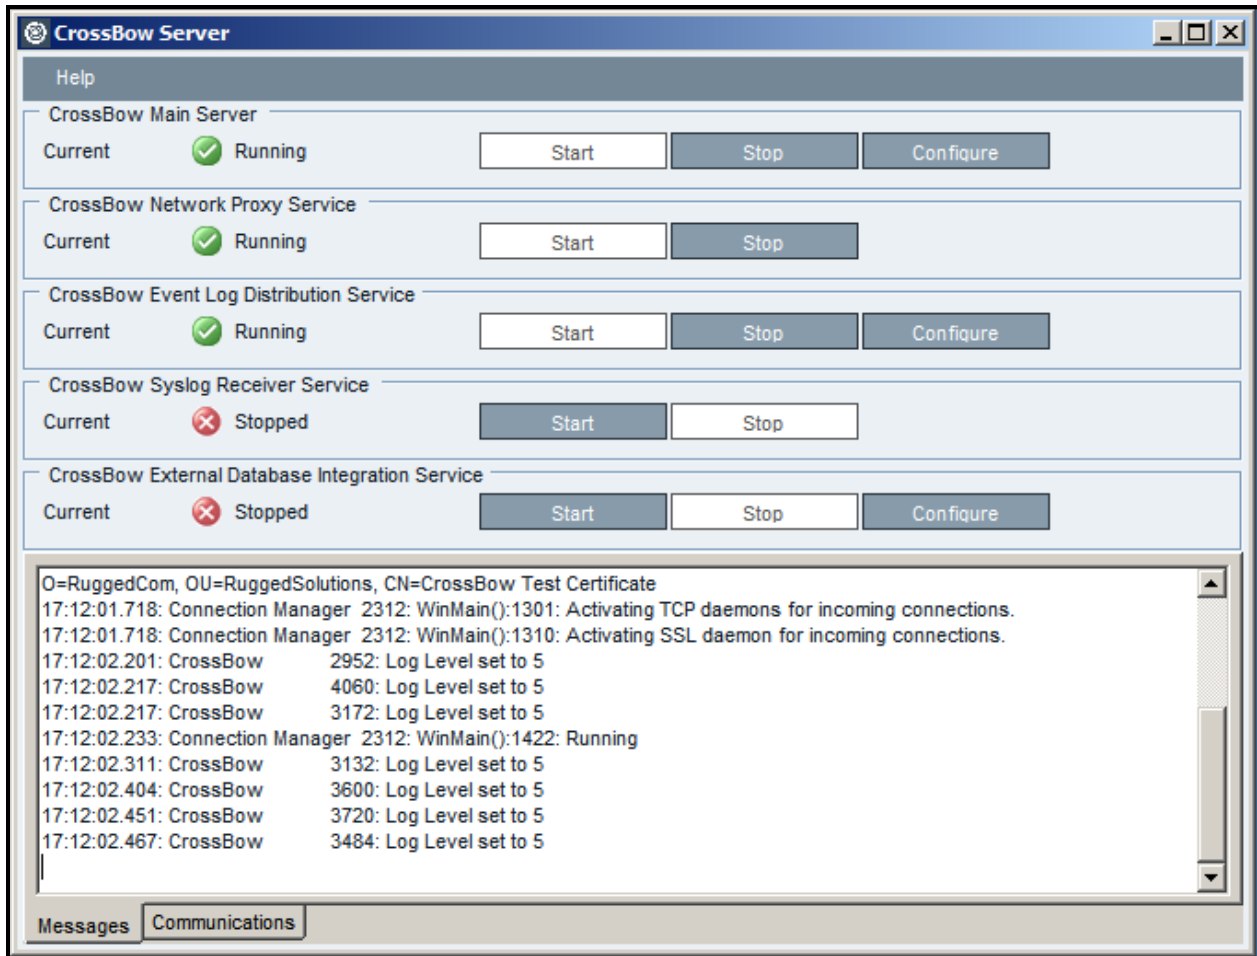 CrossBow Server
Help
CrossBow Main Server
Current Running Start Stop Configure
CrossBow Network Proxy Service
Current Running Start Stop
CrossBow Event Log Distribution Service
Current Running Start Stop Configure
CrossBow Syslog Receiver Service
Current Stopped Start Stop
CrossBow External Database Integration Service
Current Stopped Start Stop Configure
O=RuggedCom, OU=RuggedSolutions, CN=CrossBow Test Certificate
17:12:01.718: Connection Manager 2312: WinMain():1301: Activating TCP daemons for incoming connections.
17:12:01.718: Connection Manager 2312: WinMain():1310: Activating SSL daemon for incoming connections.
17:12:02.201: CrossBow 2952: Log Level set to 5
17:12:02.217: CrossBow 4060: Log Level set to 5
17:12:02.217: CrossBow 3172: Log Level set to 5
17:12:02.233: Connection Manager 2312: WinMain():1422: Running
17:12:02.311: CrossBow 3132: Log Level set to 5
17:12:02.404: CrossBow 3600: Log Level set to 5
17:12:02.451: CrossBow 3720: Log Level set to 5
17:12:02.467: CrossBow 3484: Log Level set to 5
Messages Communications